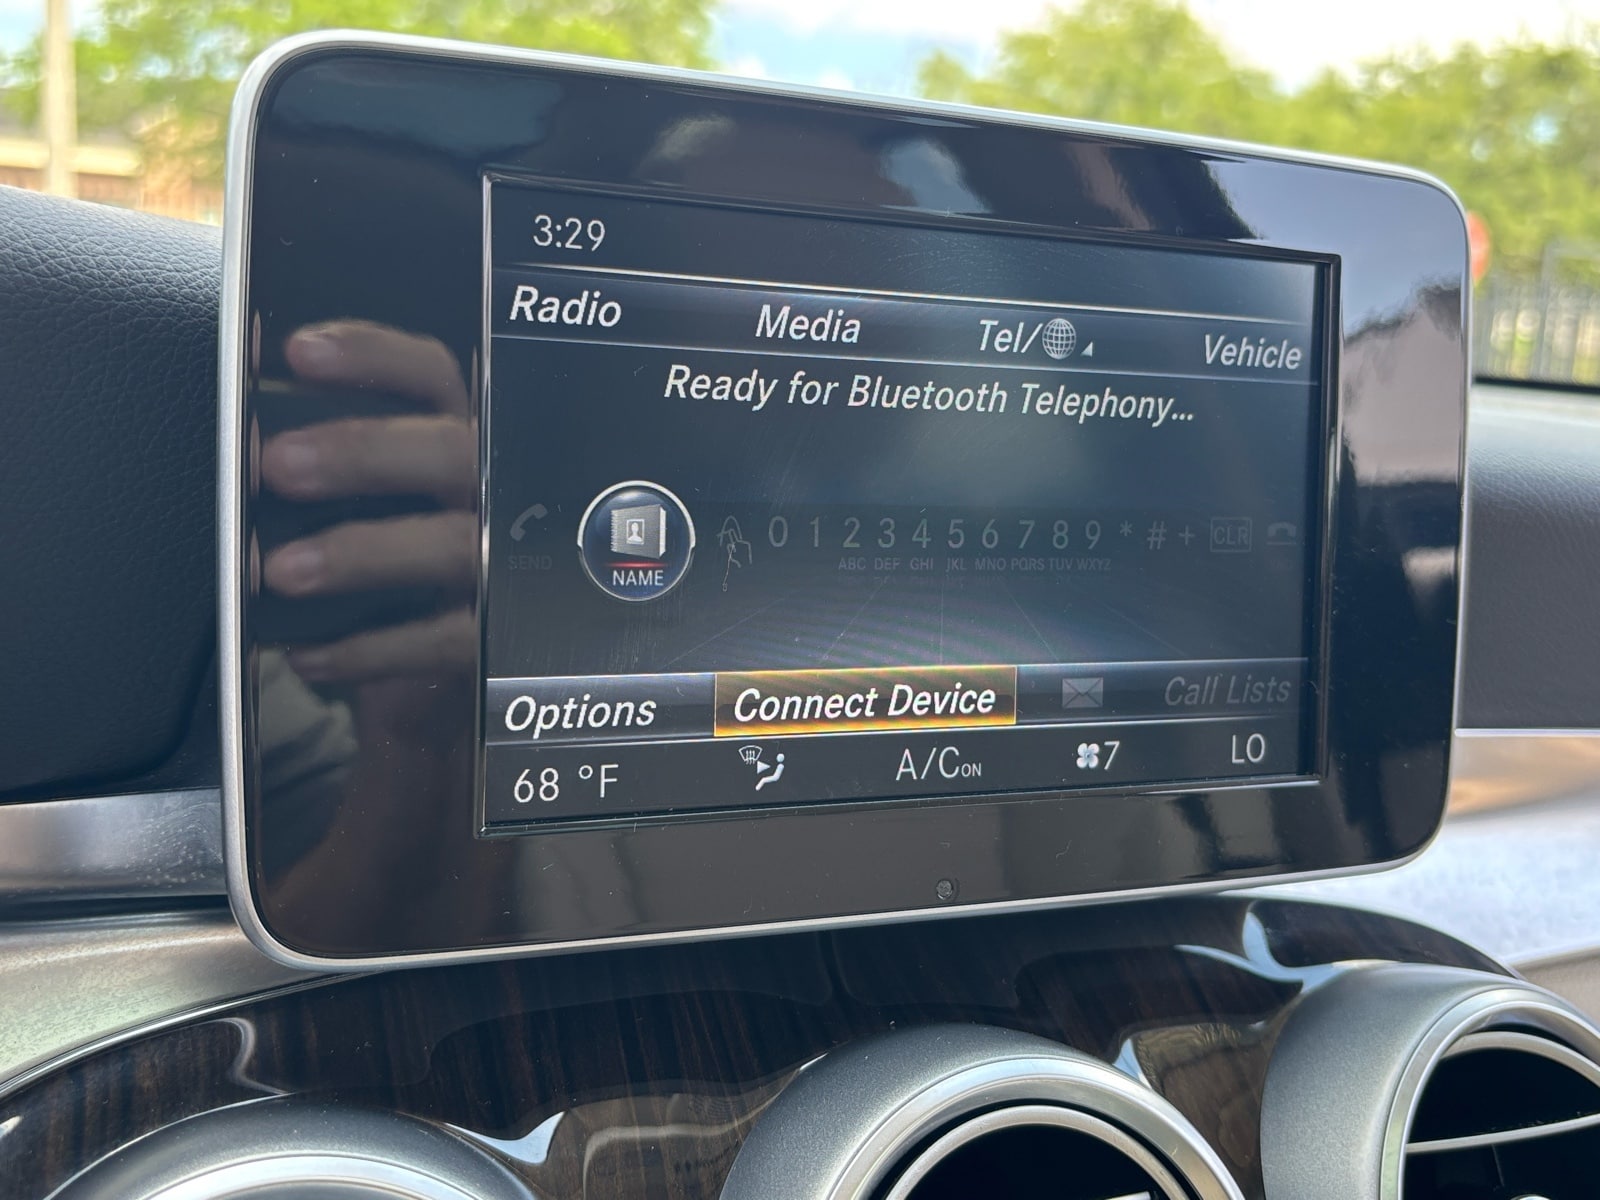 3:29
Radio Media Tel/ Vehicle
Ready for Bluetooth Telephony...
SEND NAME 0 1 2 3 4 5 6 7 8 9 * # + CLR
ABC DEF GHI JKL MNO PQRS TUV WXYZ
Options Connect Device Call Lists
68 °F A/C ON 7 LO